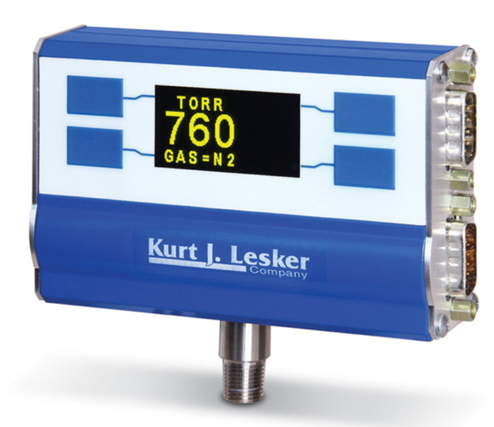 TORR
760
GAS=N2
Kurt J. Lesker
Company